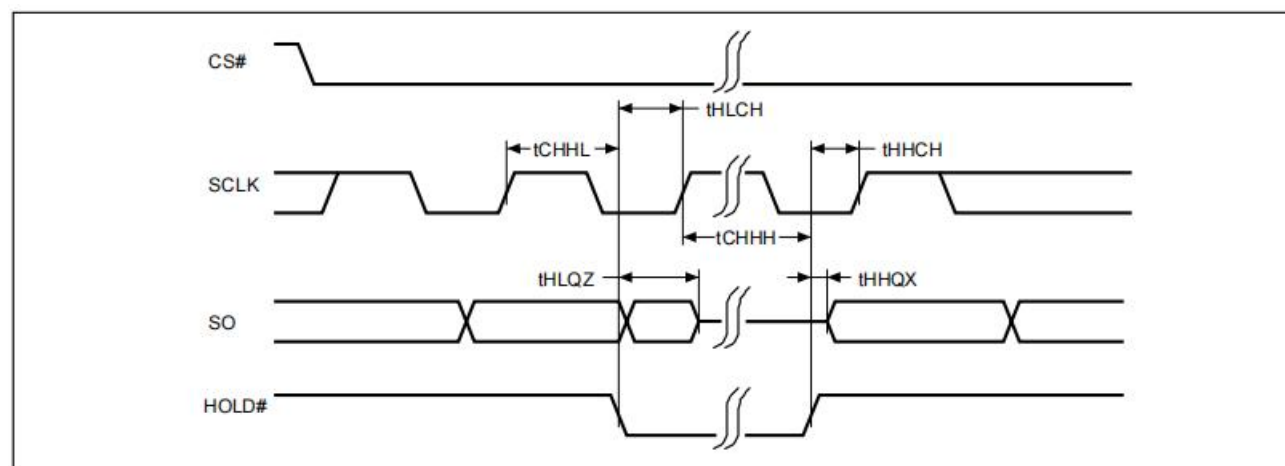 CS#
tHLCH
tCHHL
tHHCH
SCLK
tCHHH
tHLQZ
tHHQX
SO
HOLD#